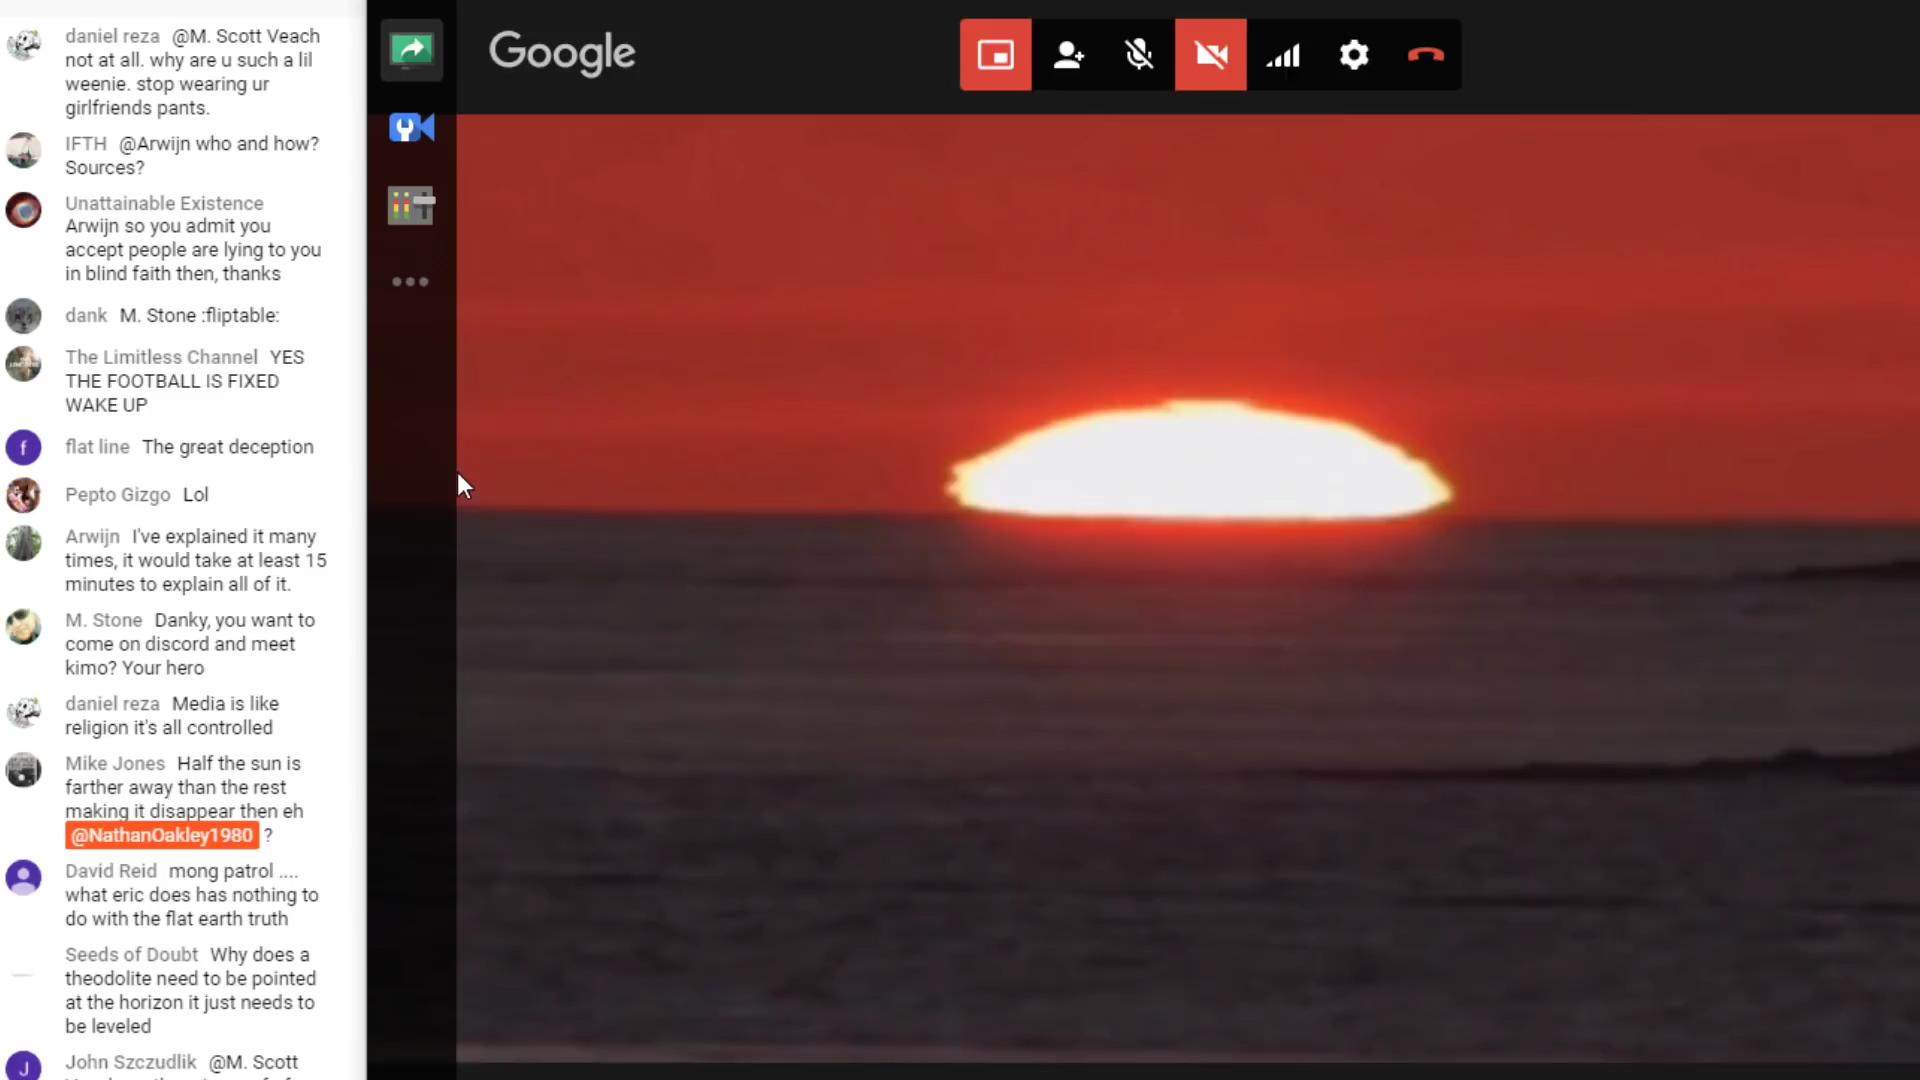 daniel reza @M. Scott Veach
not at all. why are u such a lil
weenie. stop wearing ur
girlfriends pants.
IFTH @Arwijn who and how?
Sources?
Unattainable Existence
Arwijn so you admit you
accept people are lying to you
in blind faith then, thanks
dank M. Stone :fliptable:
The Limitless Channel YES
THE FOOTBALL IS FIXED
WAKE UP
f
flat line The great deception
Pepto Gizgo Lol
Arwijn I've explained it many
times, it would take at least 15
minutes to explain all of it.
M. Stone Danky, you want to
come on discord and meet
kimo? Your hero
daniel reza Media is like
religion it's all controlled
Mike Jones Half the sun is
farther away than the rest
making it disappear then eh
@NathanOakley1980 ?
David Reid mong patrol ....
what eric does has nothing to
do with the flat earth truth
Seeds of Doubt Why does a
theodolite need to be pointed
at the horizon it just needs to
be leveled
J
John Szczudlik @M. Scott
Google